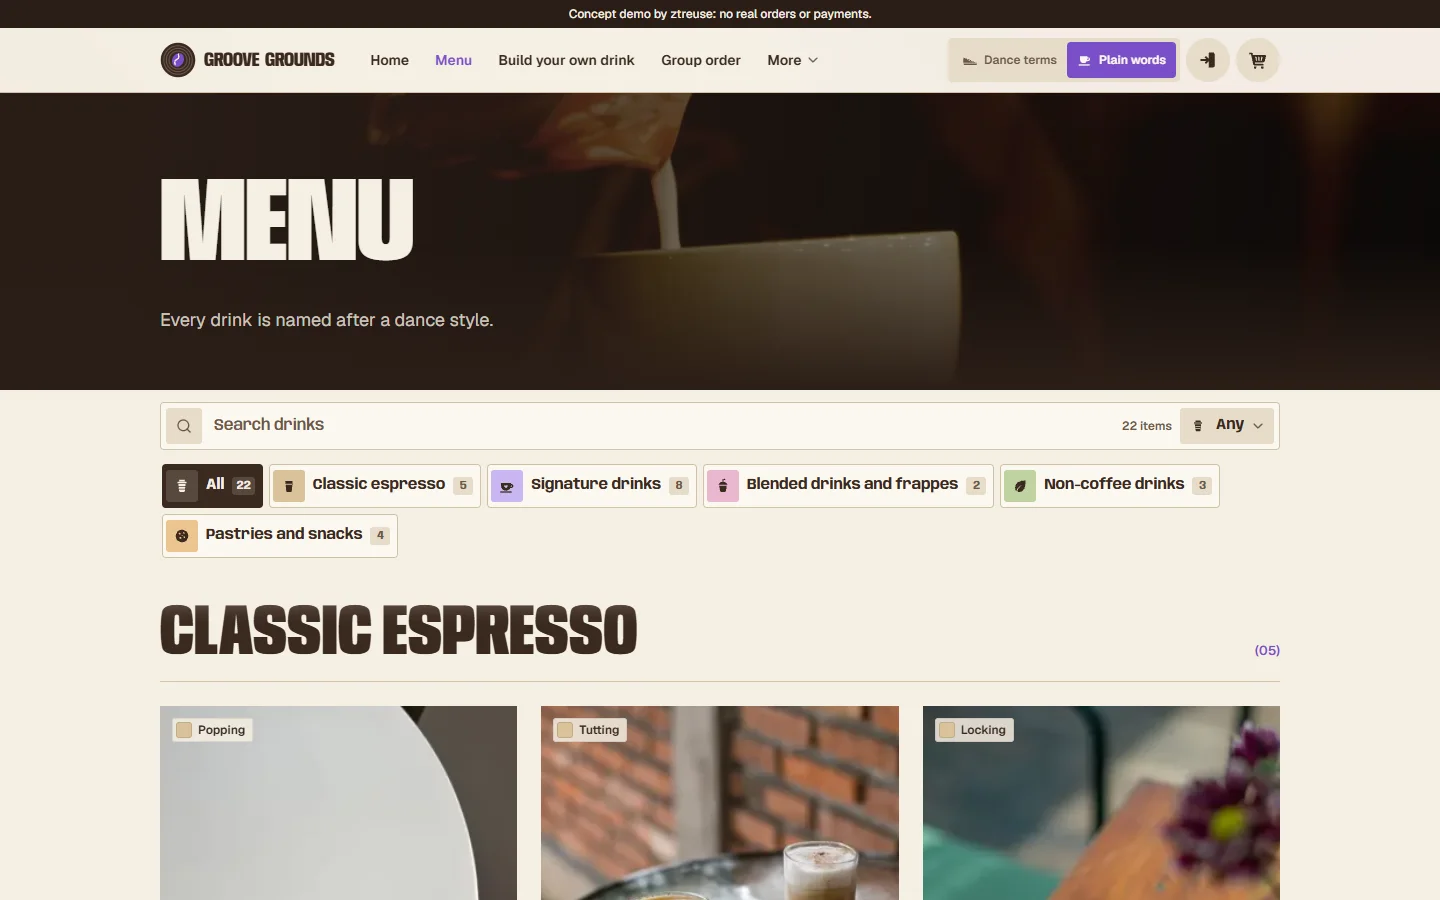 Concept demo by ztreuse: no real orders or payments.
GROOVE GROUNDS
Home
Menu
Build your own drink
Group order
More
Dance terms
Plain words
MENU
Every drink is named after a dance style.
Search drinks
22 items
Any
All 22
Classic espresso 5
Signature drinks 8
Blended drinks and frappes 2
Non-coffee drinks 3
Pastries and snacks 4
CLASSIC ESPRESSO
(05)
Popping
Tutting
Locking